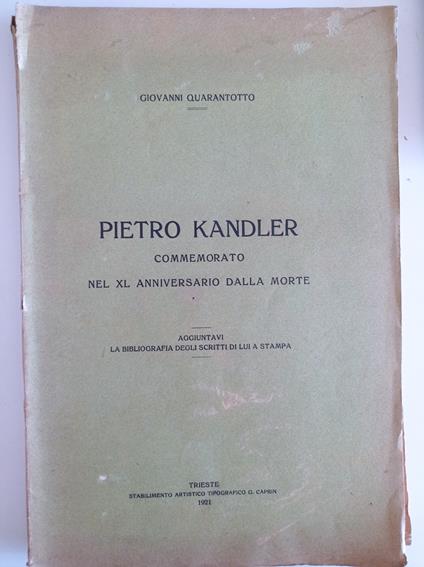 GIOVANNI QUARANTOTTO
PIETRO KANDLER
COMMEMORATO
NEL XL ANNIVERSARIO DALLA MORTE
AGGIUNTAVI
LA BIBLIOGRAFIA DEGLI SCRITTI DI LUI A STAMPA
TRIESTE
STABILIMENTO ARTISTICO TIPOGRAFICO G. CAPRIN
1921